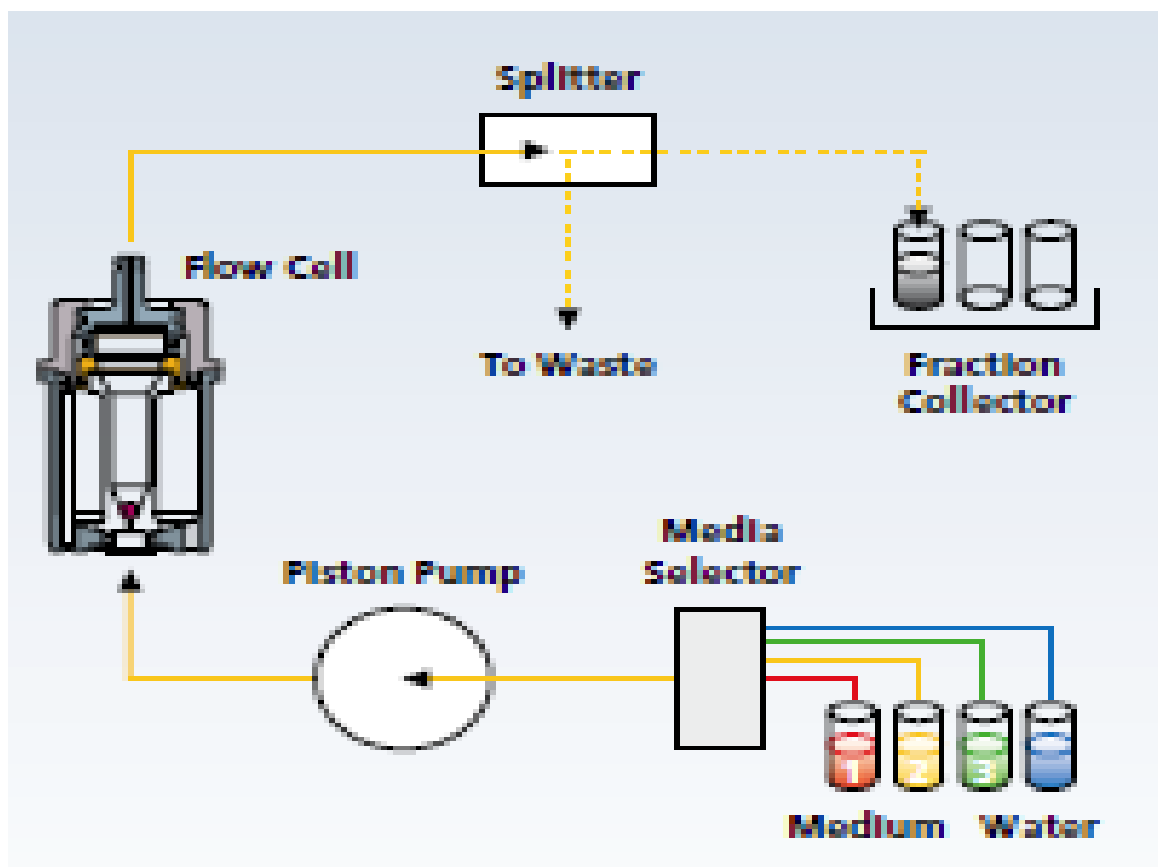 Splitter
Flow Cell
To Waste
Fraction
Collector
Media
Selector
Piston Pump
1 2 3
Medium Water